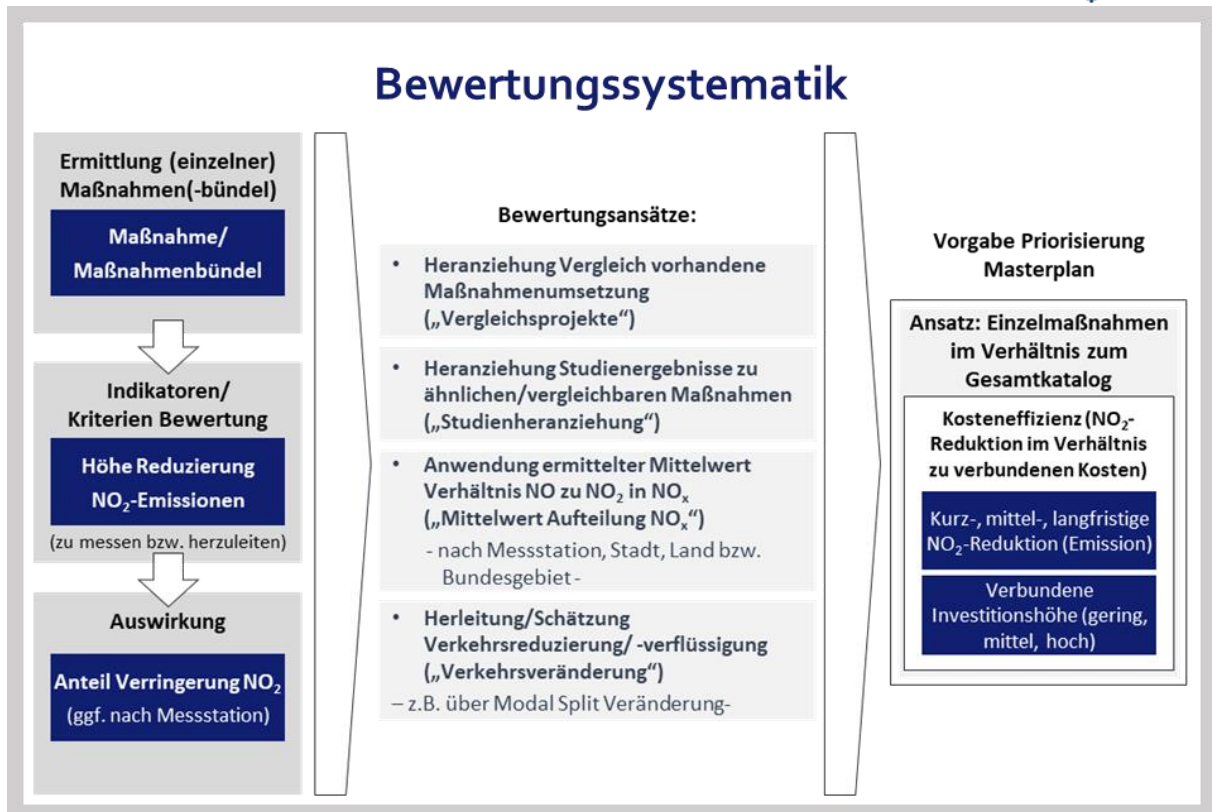 Bewertungssystematik
Ermittlung (einzelner)
Maßnahmen(-bündel)
Maßnahme/
Maßnahmenbündel
Indikatoren/
Kriterien Bewertung
Höhe Reduzierung
NO₂-Emissionen
(zu messen bzw. herzuleiten)
Auswirkung
Anteil Verringerung NO₂
(ggf. nach Messstation)
Bewertungsansätze:
• Heranziehung Vergleich vorhandene
Maßnahmenumsetzung
(„Vergleichsprojekte“)
• Heranziehung Studienergebnisse zu
ähnlichen/vergleichbaren Maßnahmen
(„Studienheranziehung“)
• Anwendung ermittelter Mittelwert
Verhältnis NO zu NO₂ in NOₓ
(„Mittelwert Aufteilung NOₓ“)
- nach Messstation, Stadt, Land bzw.
Bundesgebiet -
• Herleitung/Schätzung
Verkehrsreduzierung/ -verflüssigung
(„Verkehrsveränderung“)
– z.B. über Modal Split Veränderung-
Vorgabe Priorisierung
Masterplan
Ansatz: Einzelmaßnahmen
im Verhältnis zum
Gesamtkatalog
Kosteneffizienz (NO₂-
Reduktion im Verhältnis
zu verbundenen Kosten)
Kurz-, mittel-, langfristige
NO₂-Reduktion (Emission)
Verbundene
Investitionshöhe (gering,
mittel, hoch)